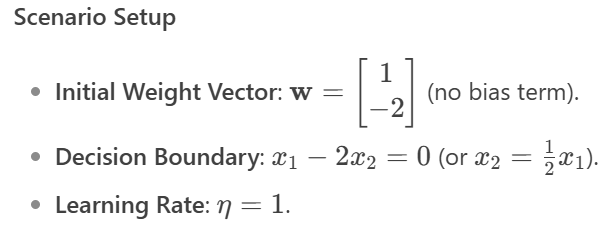 Scenario Setup
• Initial Weight Vector: $\mathbf{w} = \begin{bmatrix} 1 \\ -2 \end{bmatrix}$ (no bias term).
• Decision Boundary: $x_1 - 2x_2 = 0$ (or $x_2 = \frac{1}{2}x_1$).
• Learning Rate: $\eta = 1$.